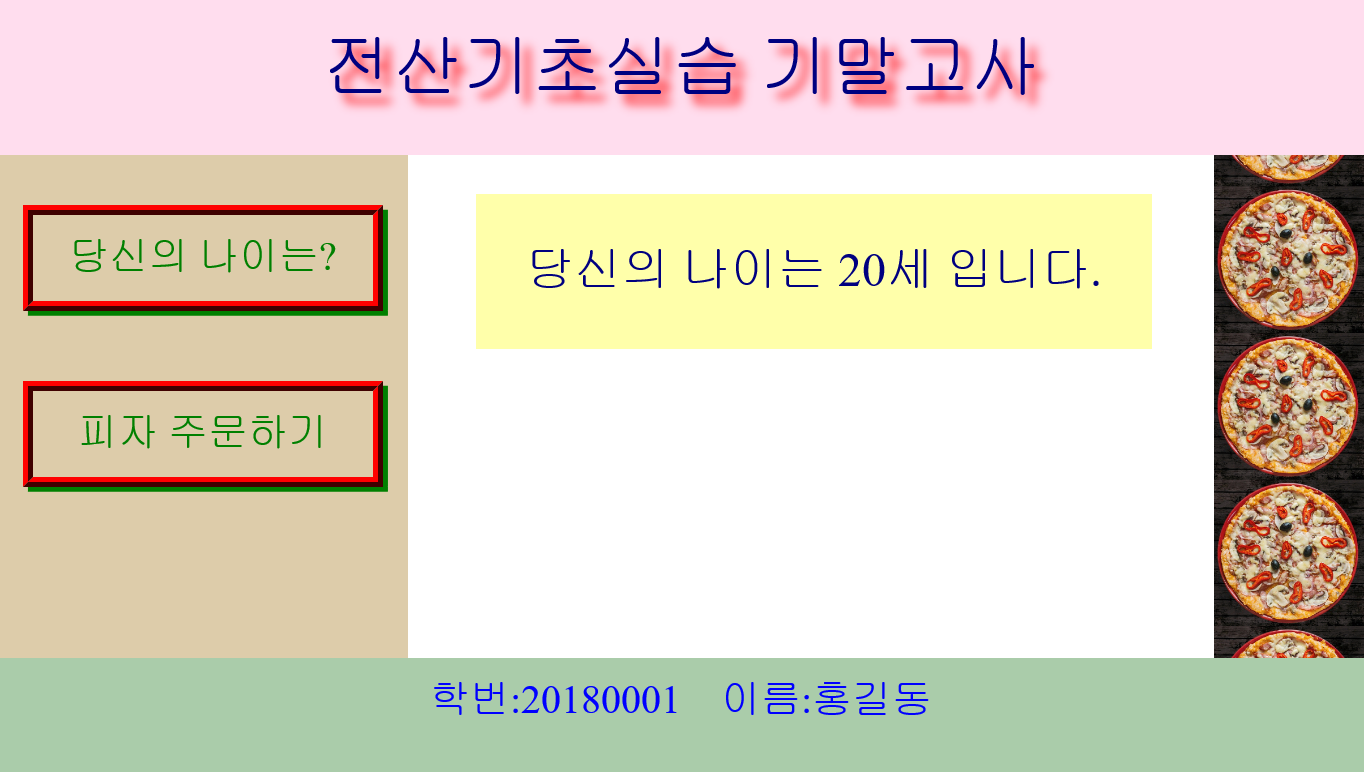 전산기초실습 기말고사
당신의 나이는?
피자 주문하기
당신의 나이는 20세 입니다.
학번:20180001 이름:홍길동